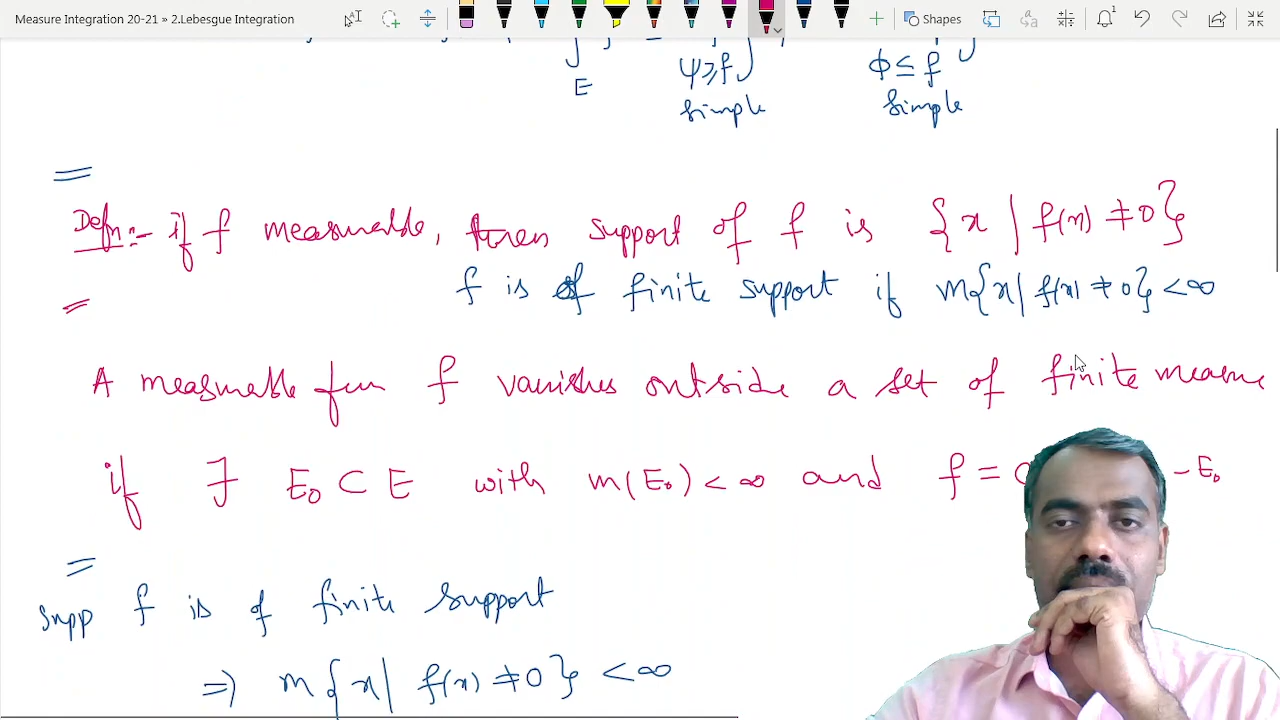 Measure Integration 20-21 » 2.Lebesgue Integration
Shapes
E
ψ ≥ f
simple
ϕ ≤ f
simple
Defn:- if f measurable, then support of f is {x | f(x) ≠ 0}
f is of finite support if m{x | f(x) ≠ 0} < ∞
A measurable fun f vanishes outside a set of finite measure
if ∃ E₀ ⊂ E with m(E₀) < ∞ and f = - E₀
Supp f is of finite support
⇒ m{x | f(x) ≠ 0} < ∞